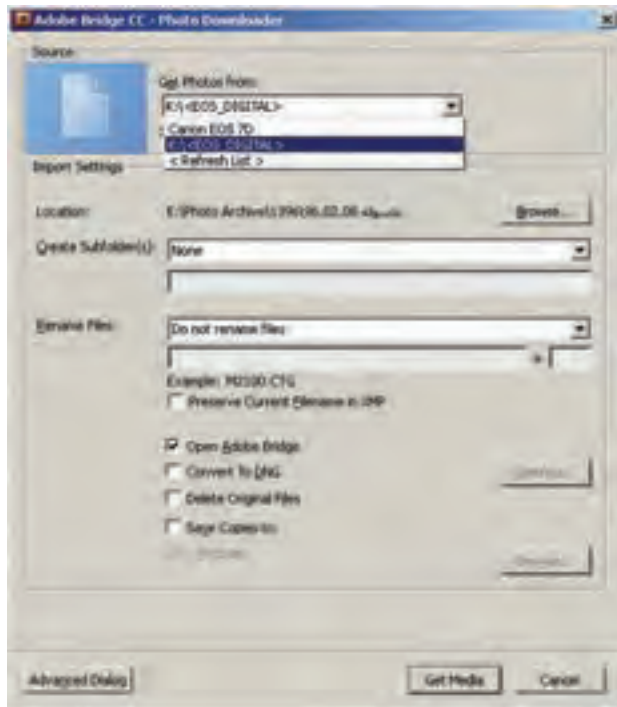 Adobe Bridge CC - Photo Downloader
Source
Get Photos from:
K:\<EOS_DIGITAL>
Canon EOS 7D
K:\<EOS_DIGITAL>
< Refresh List >
Import Settings
Location:
Browse...
Create Subfolder(s):
None
Rename Files:
Do not rename files
+
Preserve Current Filename in XMP
Open Adobe Bridge
Convert To DNG
Delete Original Files
Save Copies to:
Advanced Dialog
Get Media
Cancel